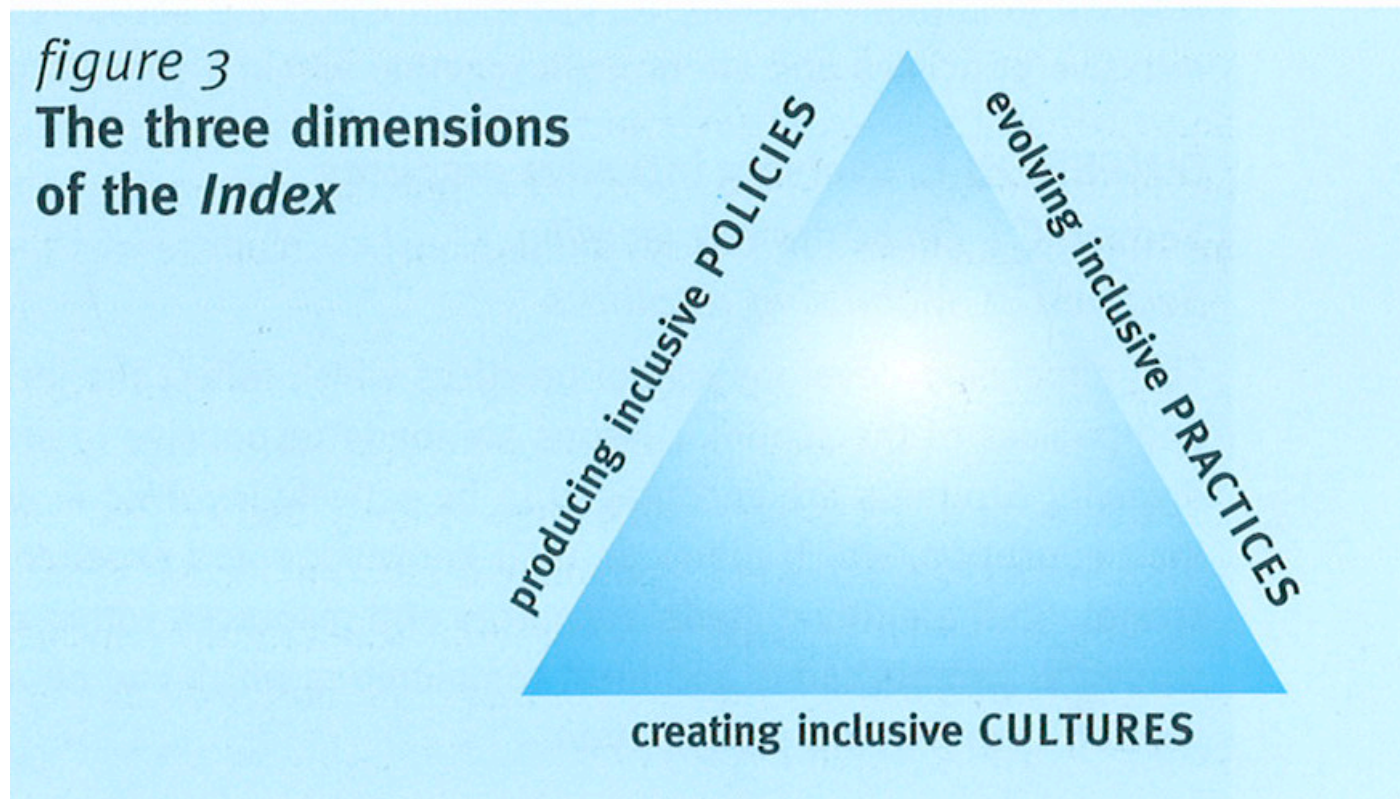 figure 3
The three dimensions
of the Index
producing inclusive POLICIES
evolving inclusive PRACTICES
creating inclusive CULTURES